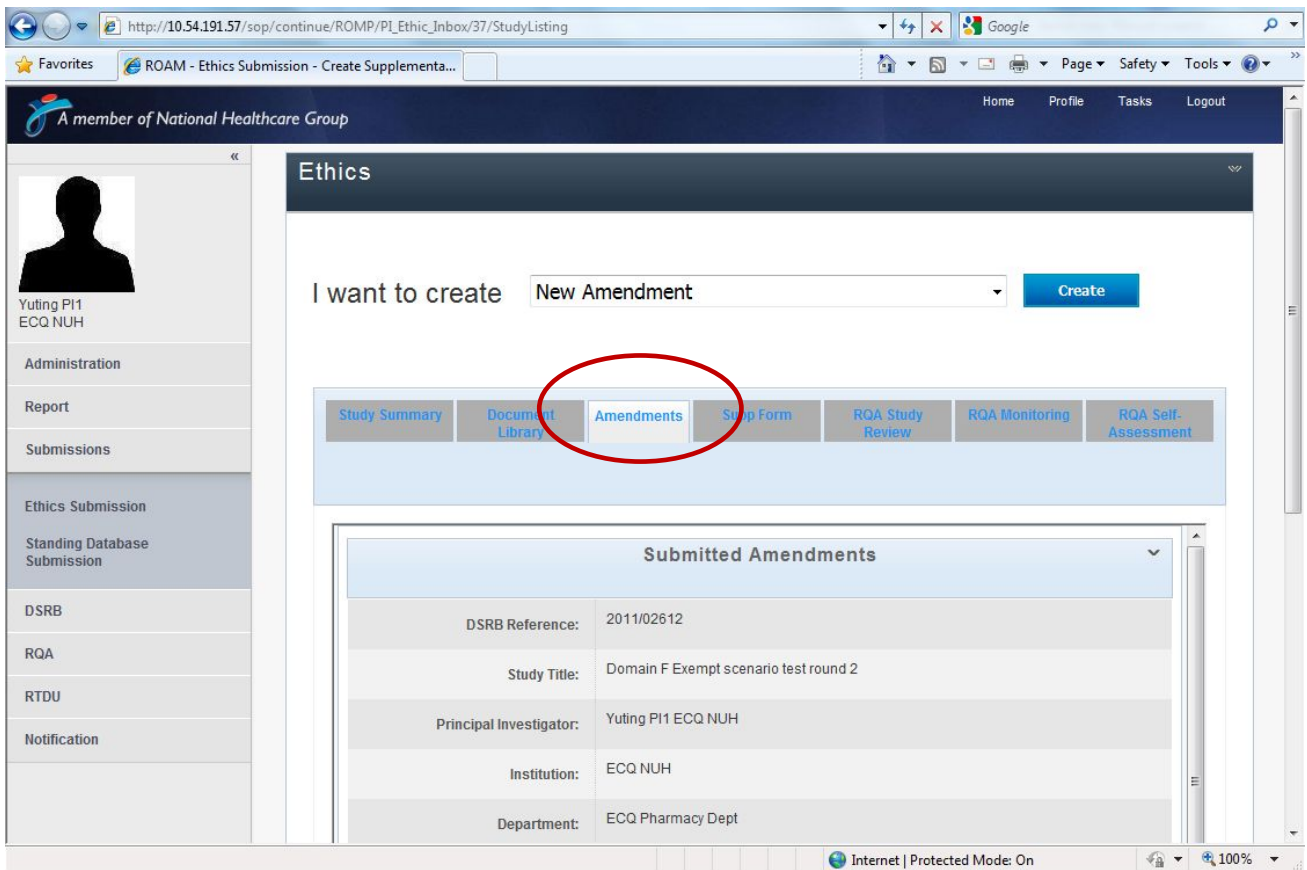 http://10.54.191.57/sop/continue/ROMP/PI_Ethic_Inbox/37/StudyListing
Google
Favorites
ROAM - Ethics Submission - Create Supplementa...
Page
Safety
Tools
A member of National Healthcare Group
Home Profile Tasks Logout
«
Yuting PI1
ECQ NUH
Administration
Report
Submissions
Ethics Submission
Standing Database
Submission
DSRB
RQA
RTDU
Notification
Ethics
I want to create
New Amendment
Create
Study Summary
Document
Library
Amendments
Supp Form
RQA Study
Review
RQA Monitoring
RQA Self-
Assessment
Submitted Amendments
DSRB Reference: 2011/02612
Study Title: Domain F Exempt scenario test round 2
Principal Investigator: Yuting PI1 ECQ NUH
Institution: ECQ NUH
Department: ECQ Pharmacy Dept
Internet | Protected Mode: On
100%